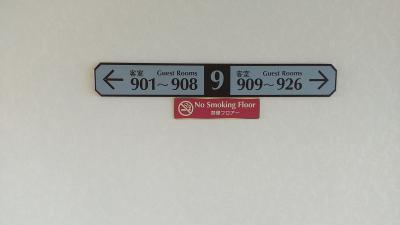 客室 Guest Rooms
901～908
9
客室 Guest Rooms
909～926
No Smoking Floor
禁煙フロアー